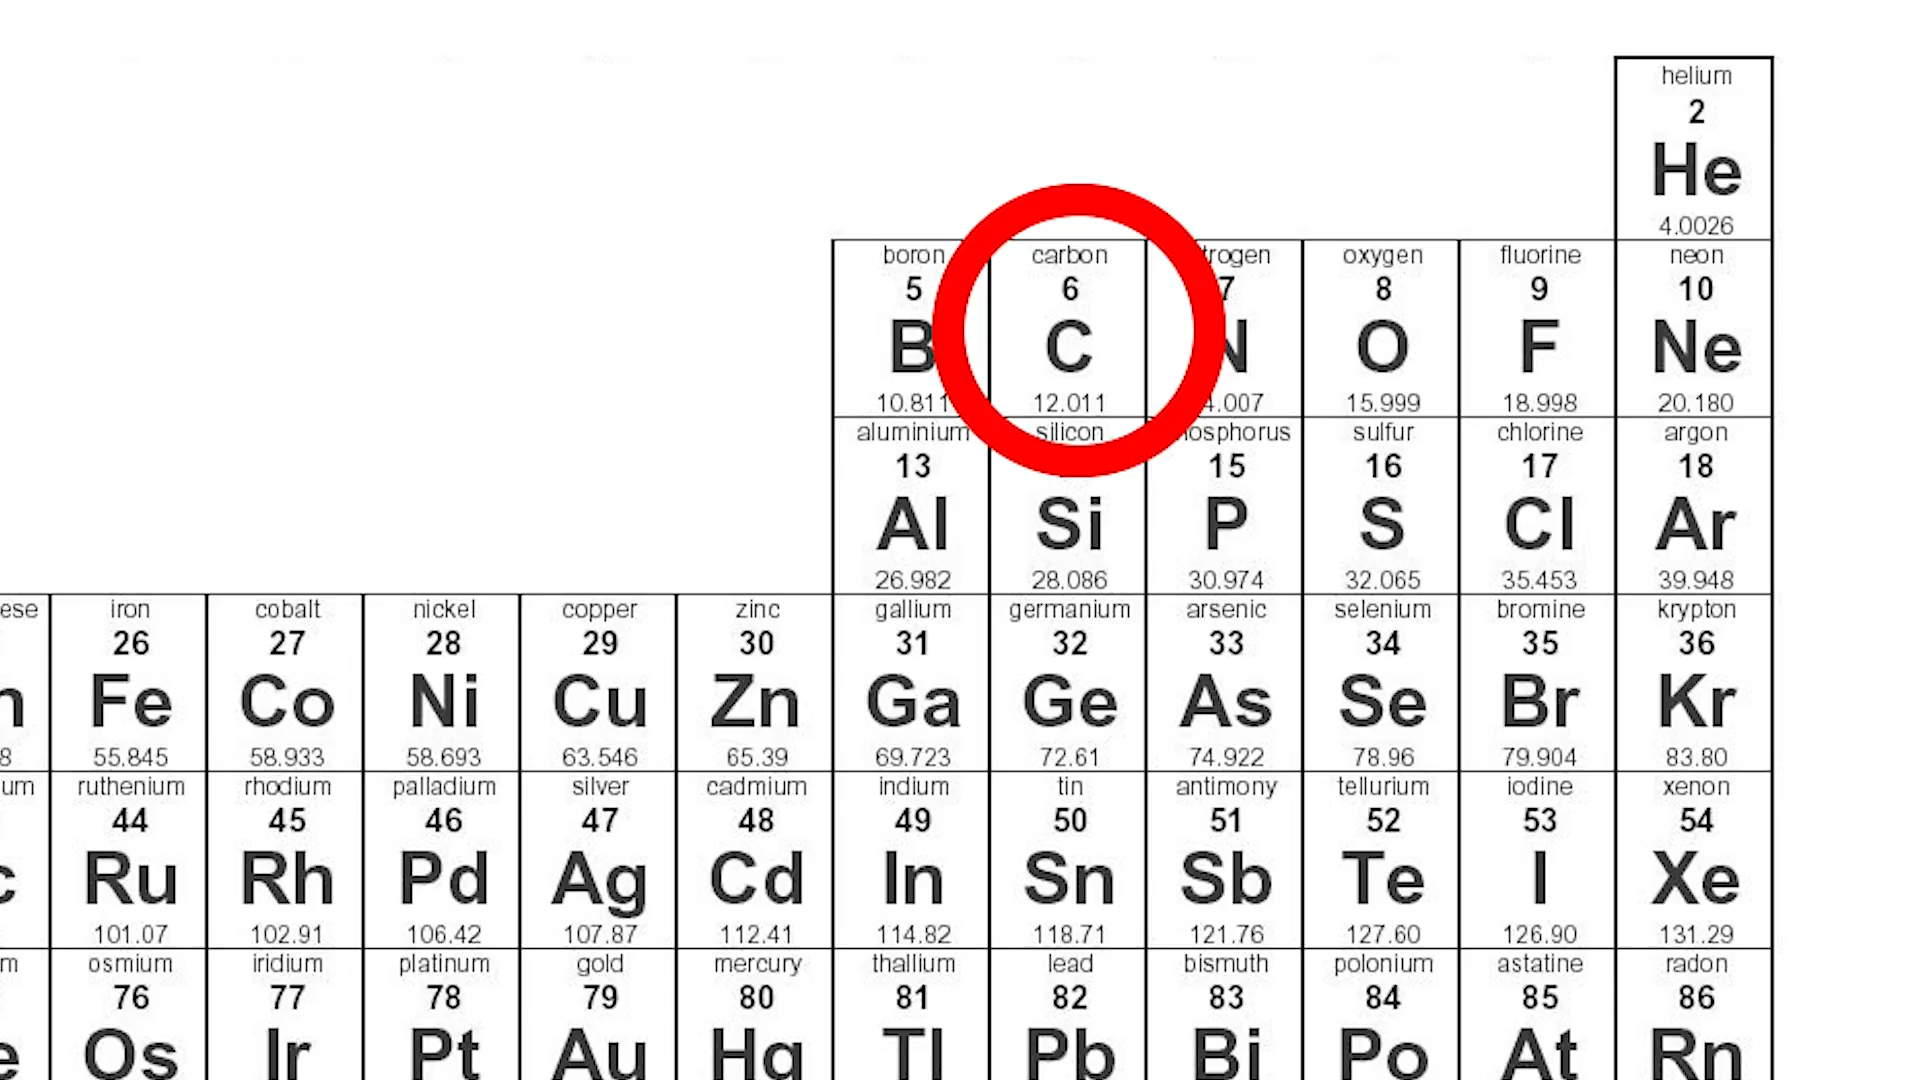 helium
2
He
4.0026
boron carbon trogen oxygen fluorine neon
5 6 7 8 9 10
B C N O F Ne
10.811 12.011 4.007 15.999 18.998 20.180
aluminium silicon osphorus sulfur chlorine argon
13 15 16 17 18
Al Si P S Cl Ar
26.982 28.086 30.974 32.065 35.453 39.948
ese iron cobalt nickel copper zinc gallium germanium arsenic selenium bromine krypton
26 27 28 29 30 31 32 33 34 35 36
n Fe Co Ni Cu Zn Ga Ge As Se Br Kr
8 55.845 58.933 58.693 63.546 65.39 69.723 72.61 74.922 78.96 79.904 83.80
um ruthenium rhodium palladium silver cadmium indium tin antimony tellurium iodine xenon
44 45 46 47 48 49 50 51 52 53 54
c Ru Rh Pd Ag Cd In Sn Sb Te I Xe
101.07 102.91 106.42 107.87 112.41 114.82 118.71 121.76 127.60 126.90 131.29
m osmium iridium platinum gold mercury thallium lead bismuth polonium astatine radon
76 77 78 79 80 81 82 83 84 85 86
e Os Ir Pt Au Hg Tl Pb Bi Po At Rn